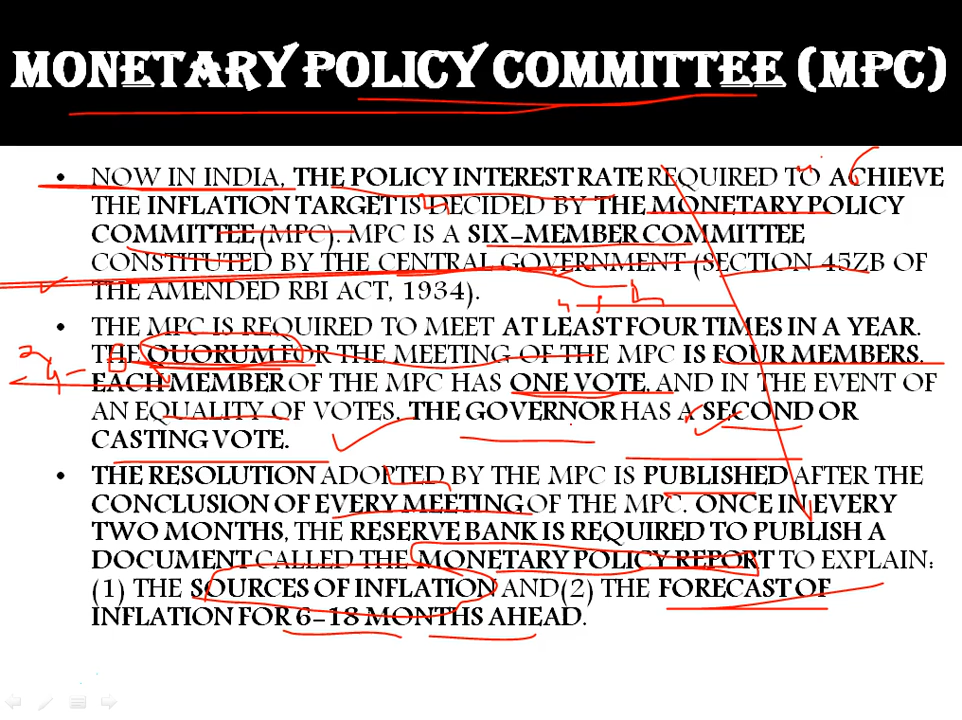 MONETARY POLICY COMMITTEE (MPC)
• NOW IN INDIA, THE POLICY INTEREST RATE REQUIRED TO ACHIEVE
THE INFLATION TARGET IS DECIDED BY THE MONETARY POLICY
COMMITTEE (MPC). MPC IS A SIX-MEMBER COMMITTEE
CONSTITUTED BY THE CENTRAL GOVERNMENT (SECTION 45ZB OF
THE AMENDED RBI ACT, 1934).
• THE MPC IS REQUIRED TO MEET AT LEAST FOUR TIMES IN A YEAR.
THE QUORUM FOR THE MEETING OF THE MPC IS FOUR MEMBERS.
EACH MEMBER OF THE MPC HAS ONE VOTE, AND IN THE EVENT OF
AN EQUALITY OF VOTES, THE GOVERNOR HAS A SECOND OR
CASTING VOTE.
• THE RESOLUTION ADOPTED BY THE MPC IS PUBLISHED AFTER THE
CONCLUSION OF EVERY MEETING OF THE MPC. ONCE IN EVERY
TWO MONTHS, THE RESERVE BANK IS REQUIRED TO PUBLISH A
DOCUMENT CALLED THE MONETARY POLICY REPORT TO EXPLAIN:
(1) THE SOURCES OF INFLATION AND(2) THE FORECAST OF
INFLATION FOR 6-18 MONTHS AHEAD.